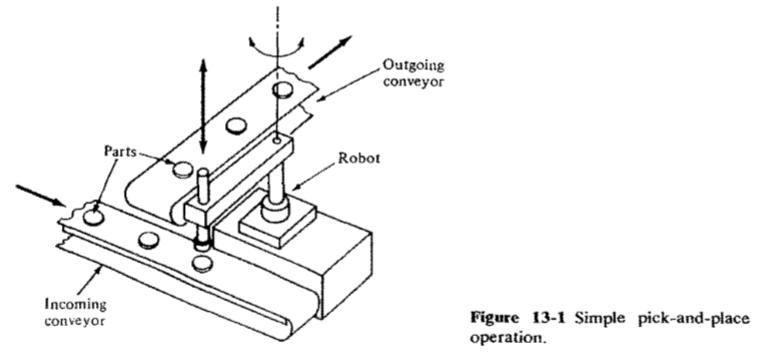 Outgoing
conveyor
Parts
Robot
Incoming
conveyor
Figure 13-1 Simple pick-and-place
operation.